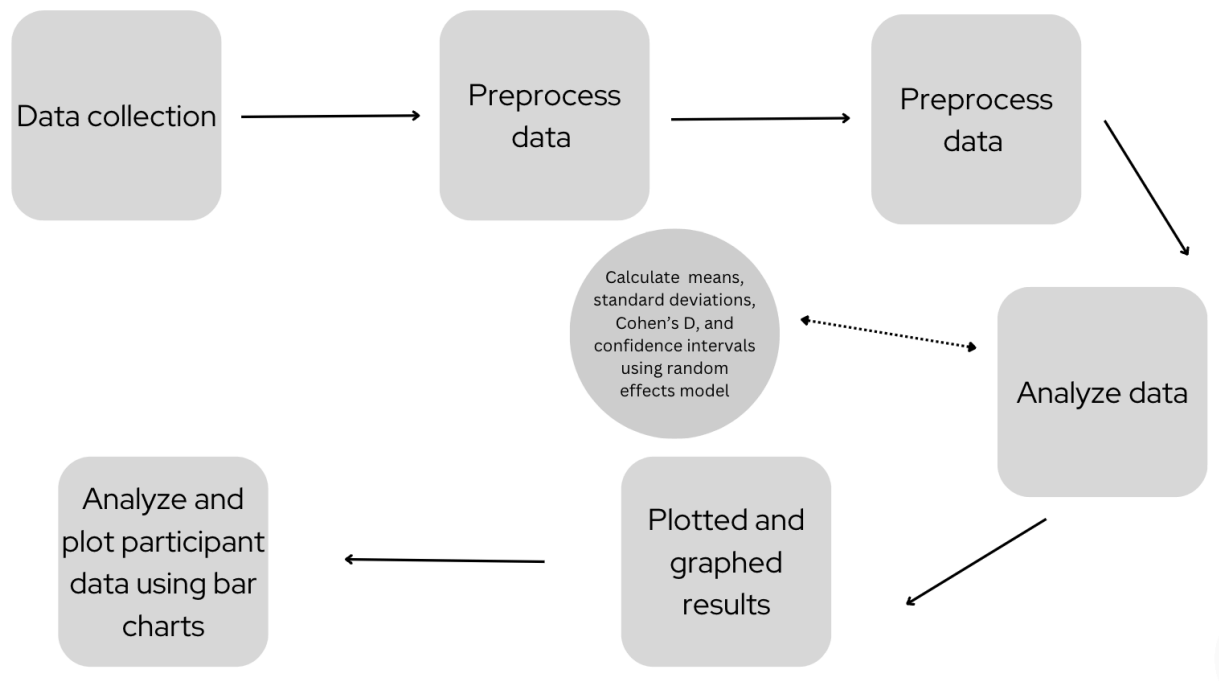 Data collection
Preprocess
data
Preprocess
data
Calculate  means,
standard deviations,
Cohen’s D, and
confidence intervals
using random
effects model
Analyze data
Plotted and
graphed
results
Analyze and
plot participant
data using bar
charts